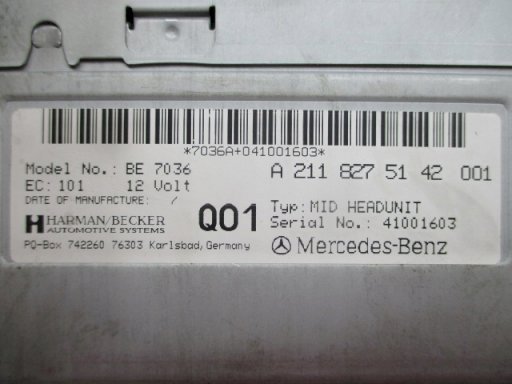 *7036A+041001603*
Model No.: BE 7036
A 211 827 51 42 001
EC: 101 12 Volt
DATE OF MANUFACTURE: /
HARMAN/BECKER
AUTOMOTIVE SYSTEMS
Q01
Typ: MID HEADUNIT
Serial No.: 41001603
PO-Box 742260 76303 Karlsbad, Germany
Mercedes-Benz